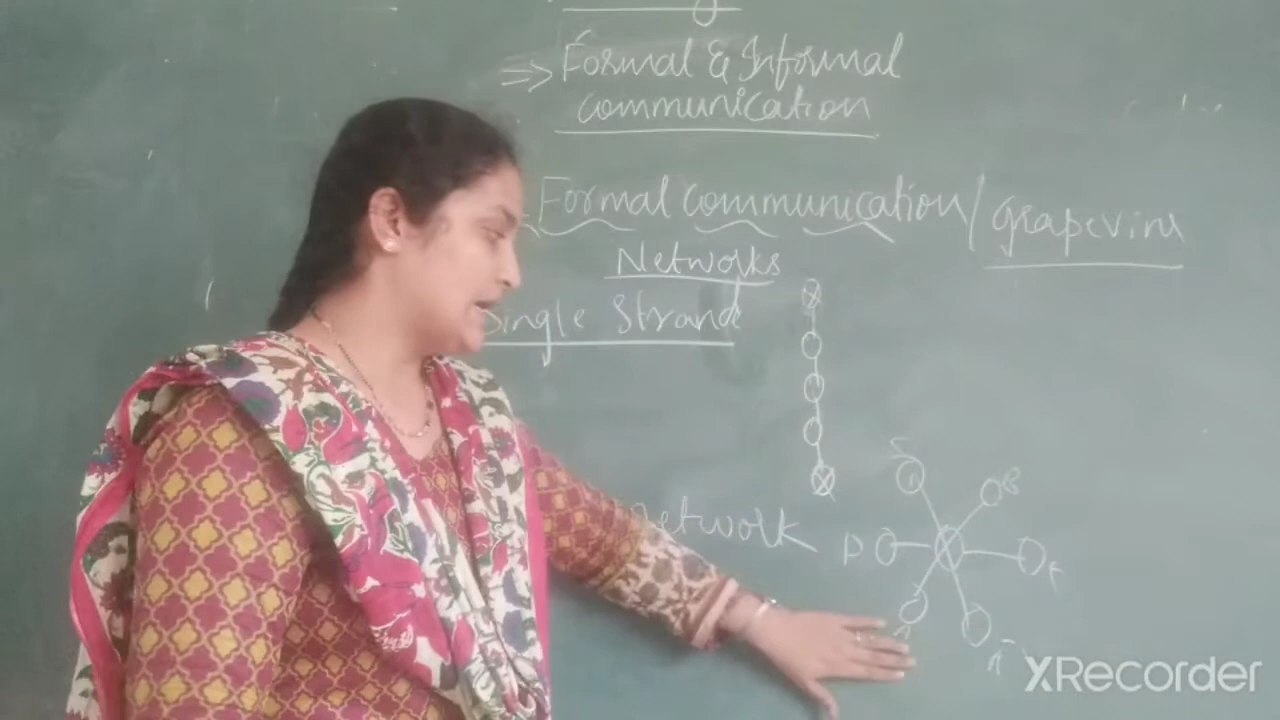 => Formal & Informal
communication
Formal Communication/Grapevine
Networks
Single Strand
network
P
XRecorder